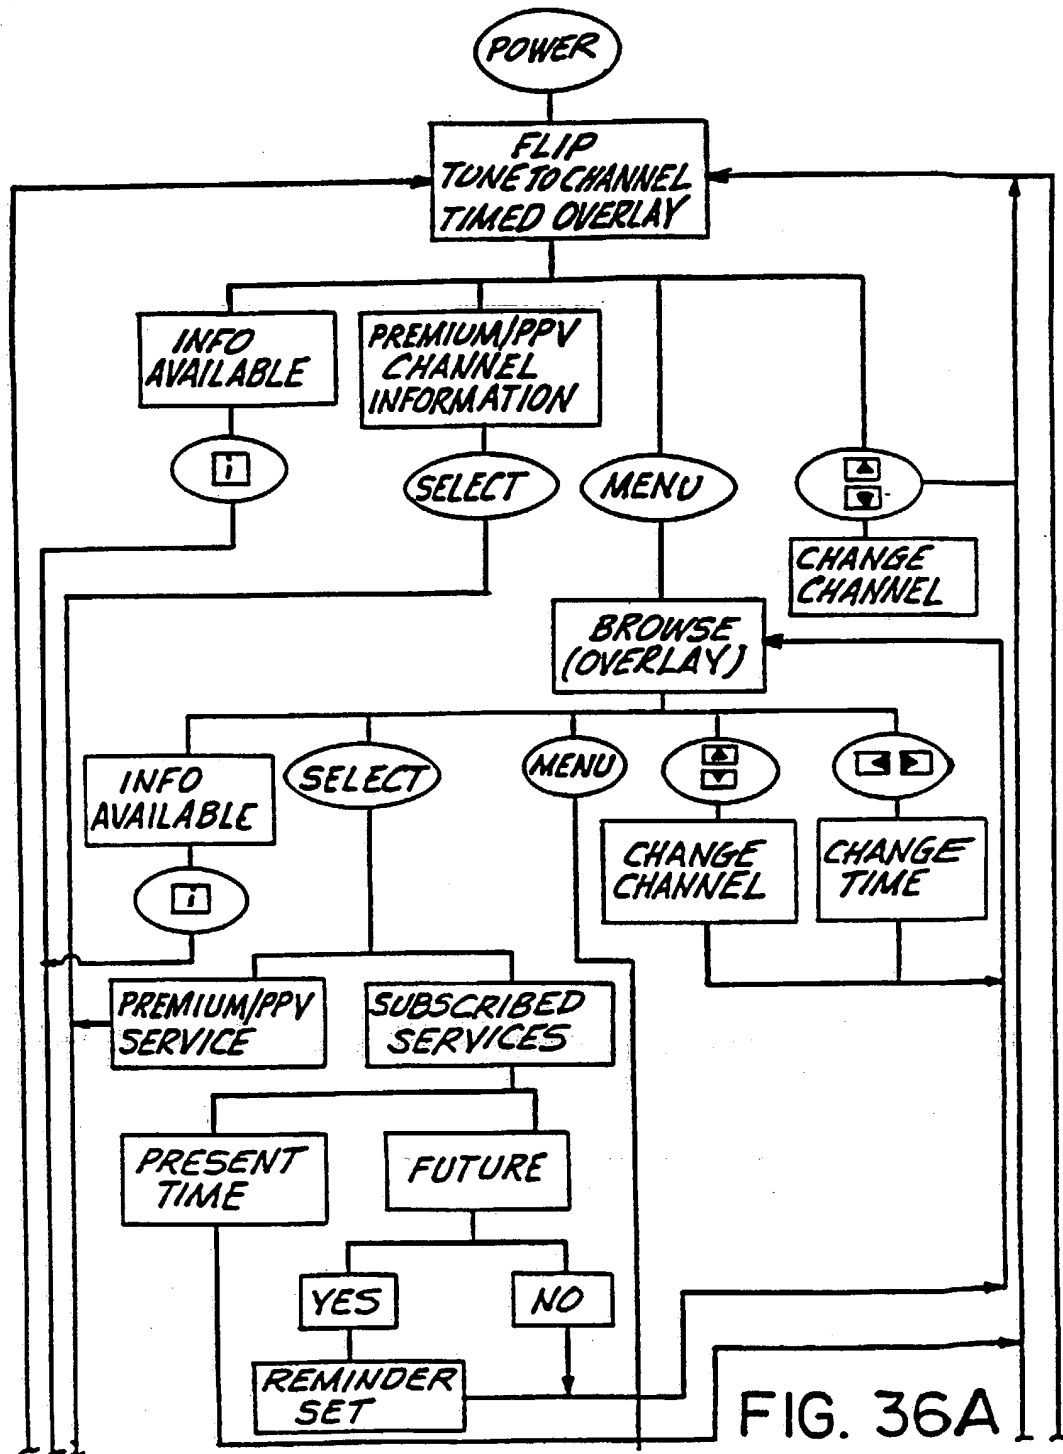 POWER
FLIP
TUNE TO CHANNEL
TIMED OVERLAY
INFO
AVAILABLE
PREMIUM/PPV
CHANNEL
INFORMATION
i
SELECT
MENU
CHANGE
CHANNEL
BROWSE
(OVERLAY)
INFO
AVAILABLE
SELECT
MENU
CHANGE
CHANNEL
CHANGE
TIME
i
PREMIUM/PPV
SERVICE
SUBSCRIBED
SERVICES
PRESENT
TIME
FUTURE
YES
NO
REMINDER
SET
FIG. 36A